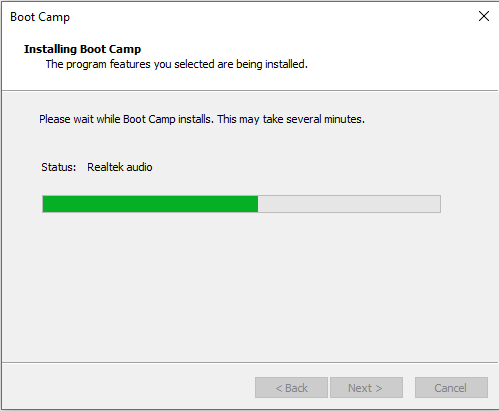 Boot Camp
Installing Boot Camp
The program features you selected are being installed.
Please wait while Boot Camp installs. This may take several minutes.
Status: Realtek audio
< Back Next > Cancel